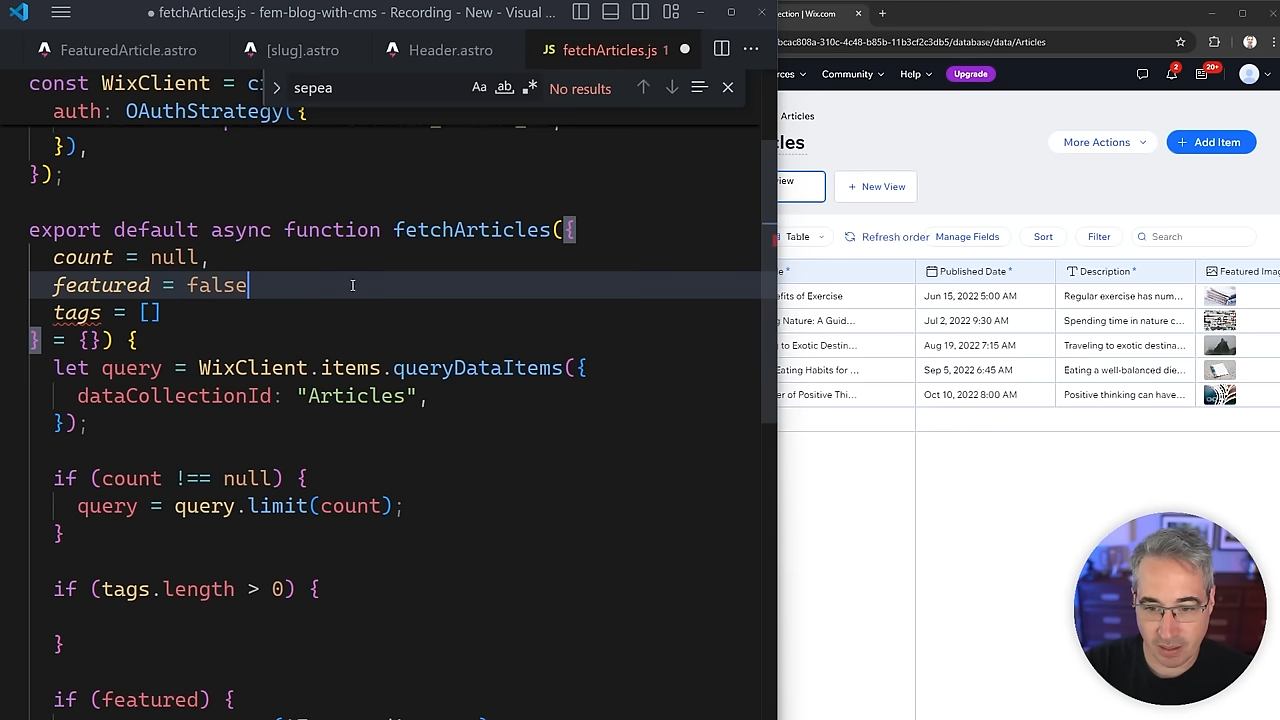 fetchArticles.js - fem-blog-with-cms - Recording - New - Visual ...
FeaturedArticle.astro
[slug].astro
Header.astro
JS fetchArticles.js 1
const WixClient =
sepea
Aa
ab
No results
auth: OAuthStrategy({
}),
});
export default async function fetchArticles({
count = null,
featured = false
tags = []
} = {}) {
let query = WixClient.items.queryDataItems({
dataCollectionId: "Articles",
});
if (count !== null) {
query = query.limit(count);
}
if (tags.length > 0) {
}
if (featured) {
ection | Wix.com
bcac808a-310c-4c48-b85b-11b3cf2c3db5/database/data/Articles
rces
Community
Help
Upgrade
2
20+
Articles
cles
More Actions
+ Add Item
iew
+ New View
Table
Refresh order
Manage Fields
Sort
Filter
Search
Published Date *
Description *
Featured Imag
efits of Exercise
Jun 15, 2022 5:00 AM
Regular exercise has num...
g Nature: A Guid...
Jul 2, 2022 9:30 AM
Spending time in nature c...
g to Exotic Destin...
Aug 19, 2022 7:15 AM
Traveling to exotic destina...
Eating Habits for ...
Sep 5, 2022 6:45 AM
Eating a well-balanced die...
er of Positive Thi...
Oct 10, 2022 8:00 AM
Positive thinking can have...